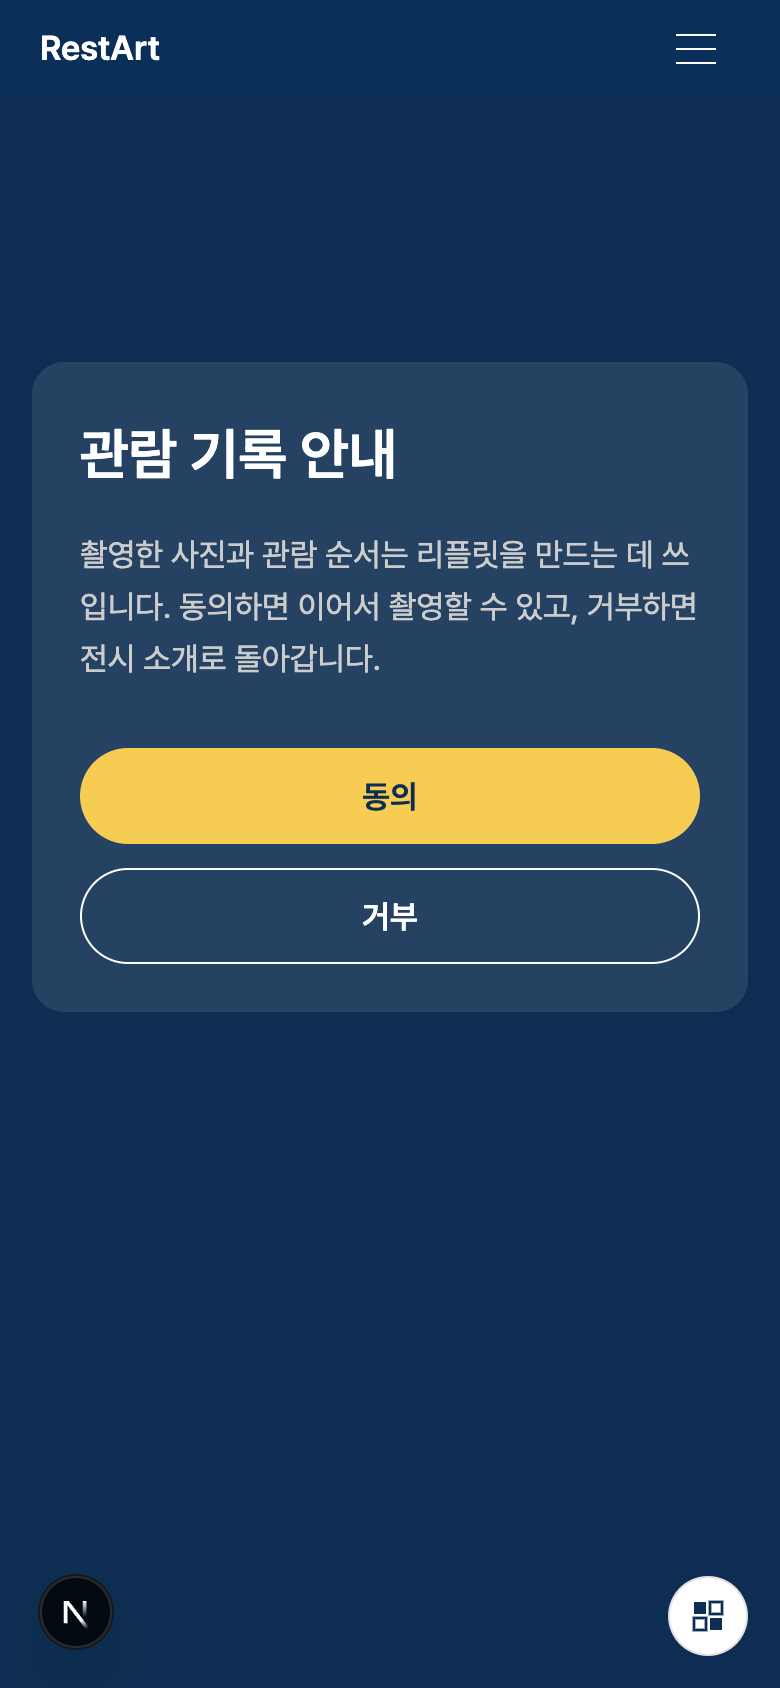 RestArt
관람 기록 안내
촬영한 사진과 관람 순서는 리플릿을 만드는 데 쓰
입니다. 동의하면 이어서 촬영할 수 있고, 거부하면
전시 소개로 돌아갑니다.
동의
거부
N